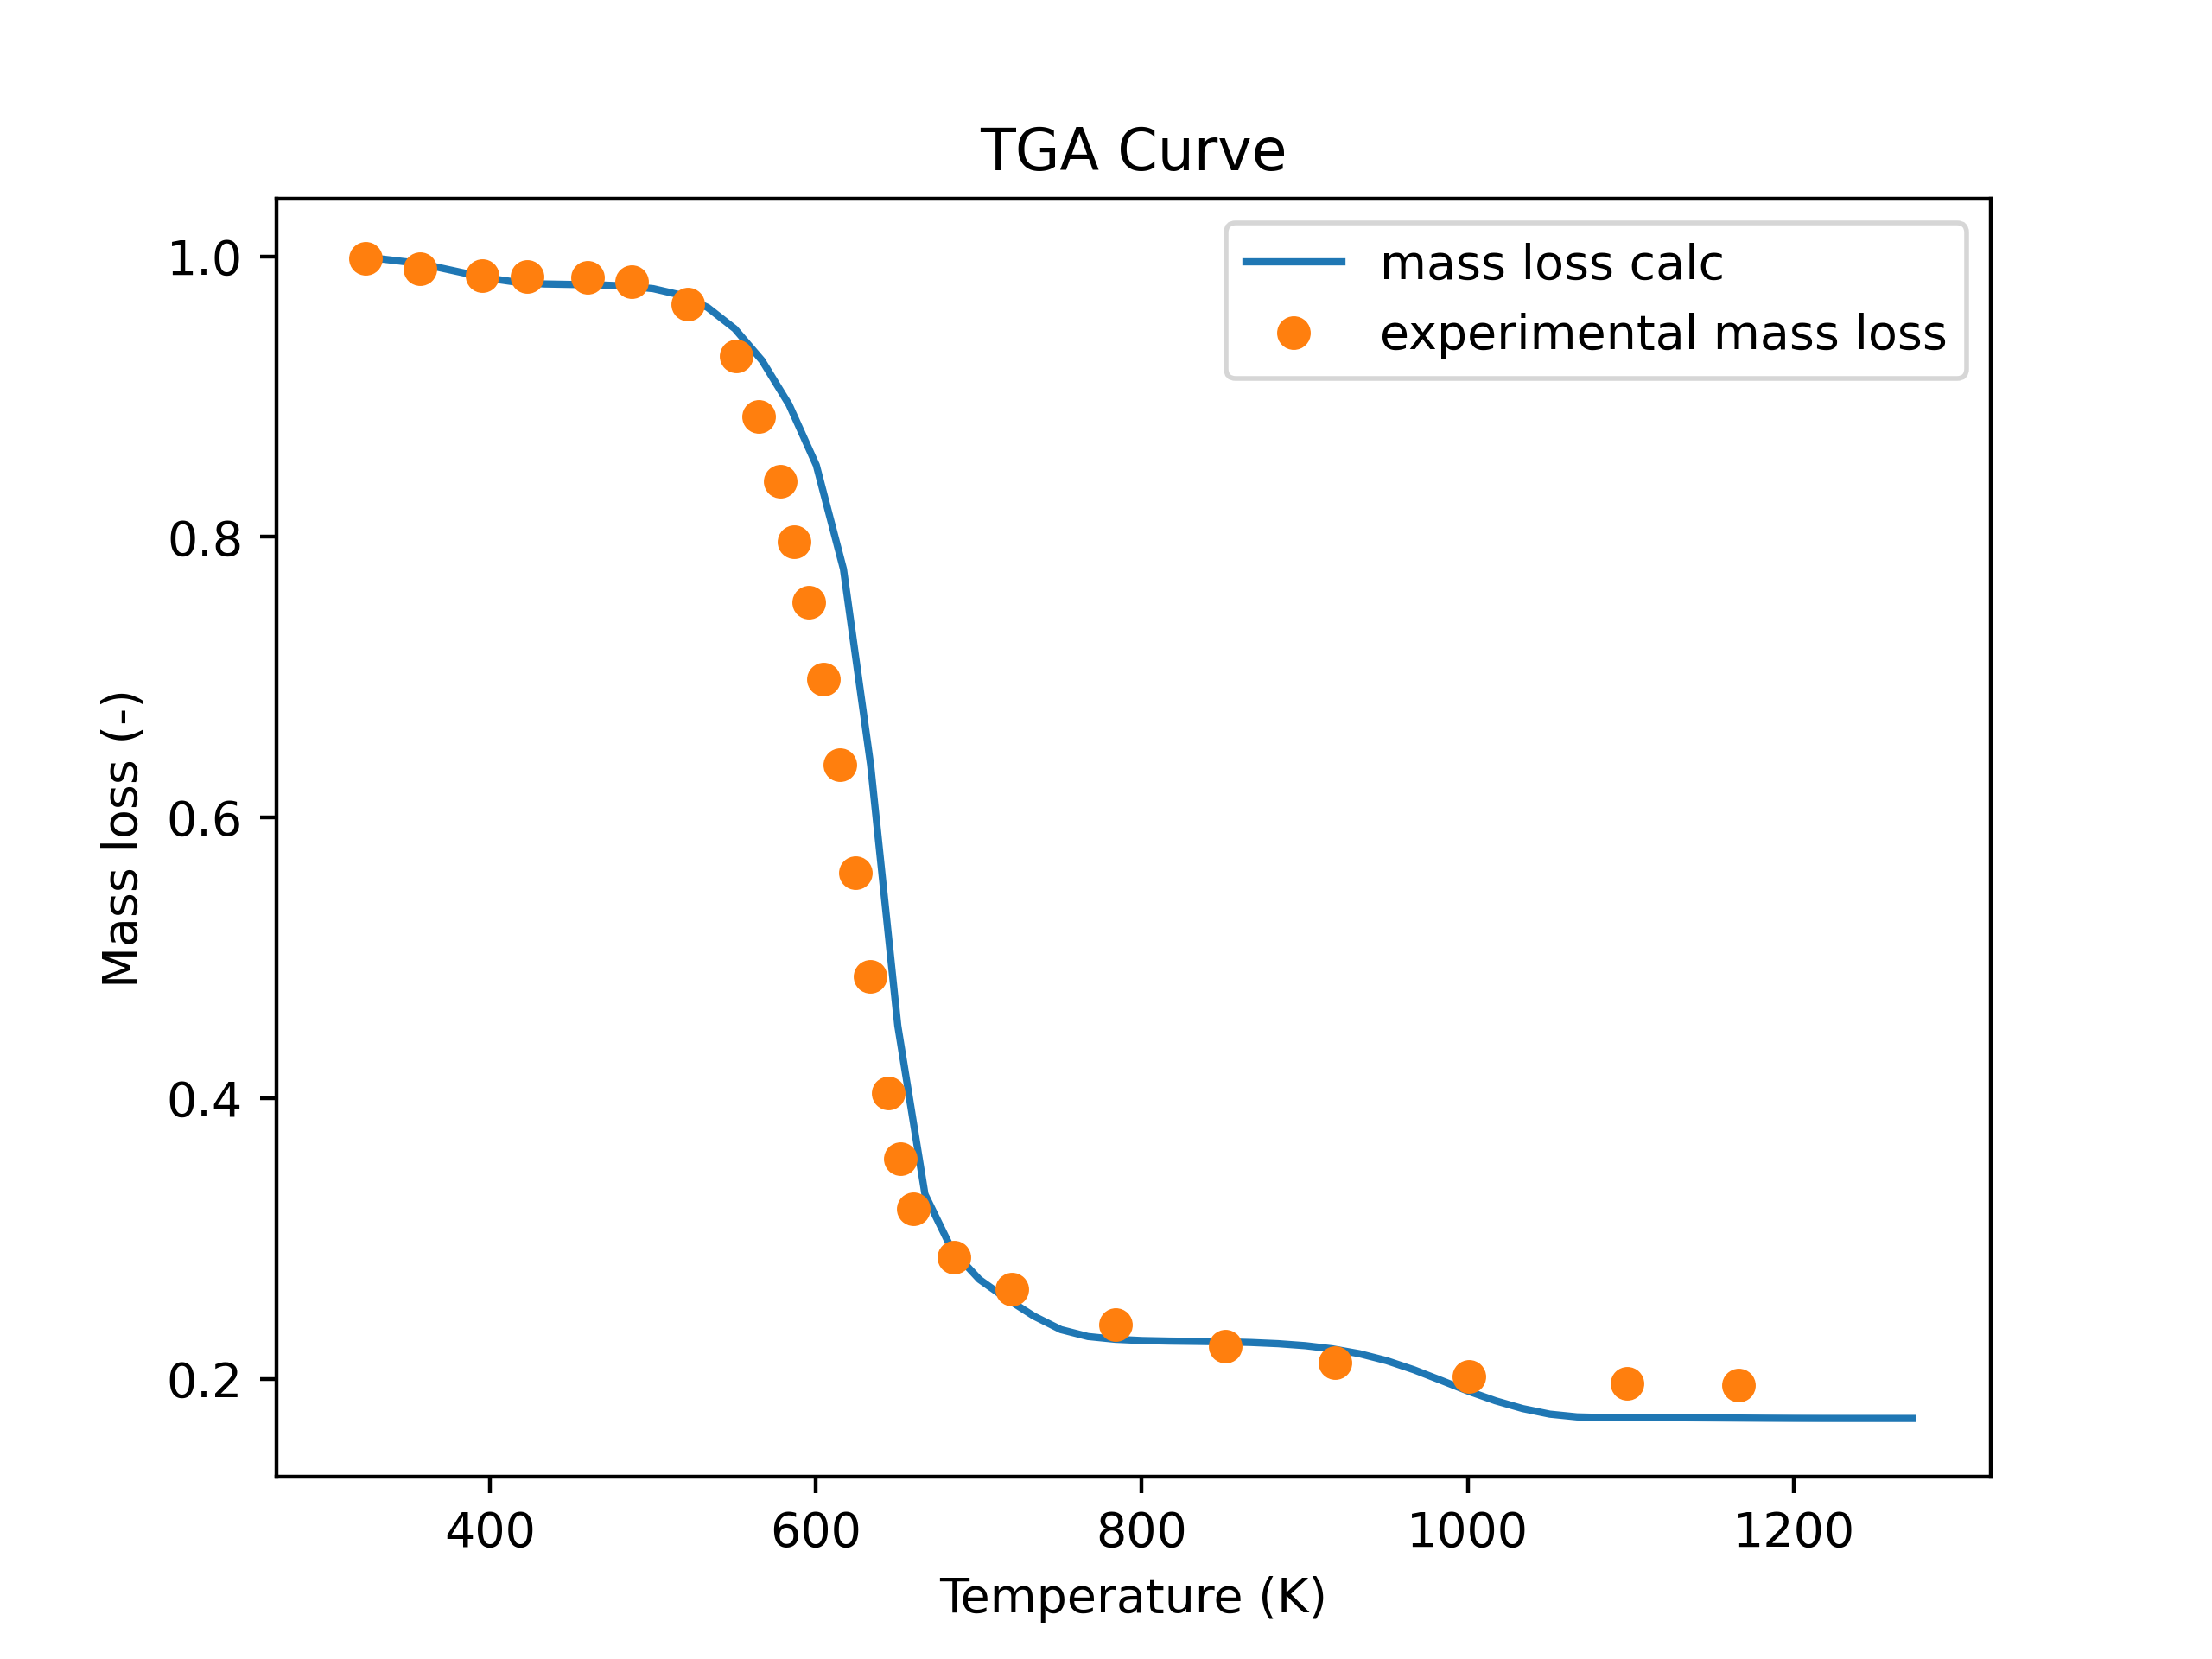 TGA Curve
mass loss calc
experimental mass loss
1.0
0.8
0.6
0.4
0.2
Mass loss (-)
400 600 800 1000 1200
Temperature (K)